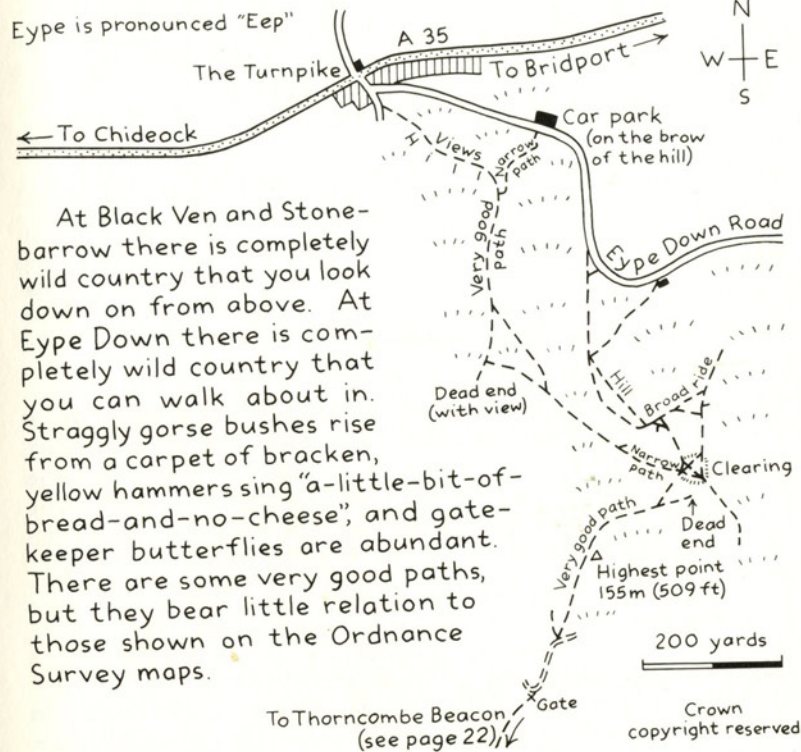 Eype is pronounced "Eep"
N
W E
S
A 35
The Turnpike
To Bridport
To Chideock
Car park
(on the brow
of the hill)
H
Views
Narrow
path
Very good
path
Eype Down Road
At Black Ven and Stone-
barrow there is completely
wild country that you look
down on from above. At
Eype Down there is com-
pletely wild country that
you can walk about in.
Straggly gorse bushes rise
from a carpet of bracken,
yellow hammers sing "a-little-bit-of-
bread-and-no-cheese", and gate-
keeper butterflies are abundant.
There are some very good paths,
but they bear little relation to
those shown on the Ordnance
Survey maps.
Dead end
(with view)
Hill
Broad ride
Narrow
path
Clearing
Very good path
Dead
end
Highest point
155m (509 ft)
200 yards
Gate
To Thorncombe Beacon
(see page 22)
Crown
copyright reserved